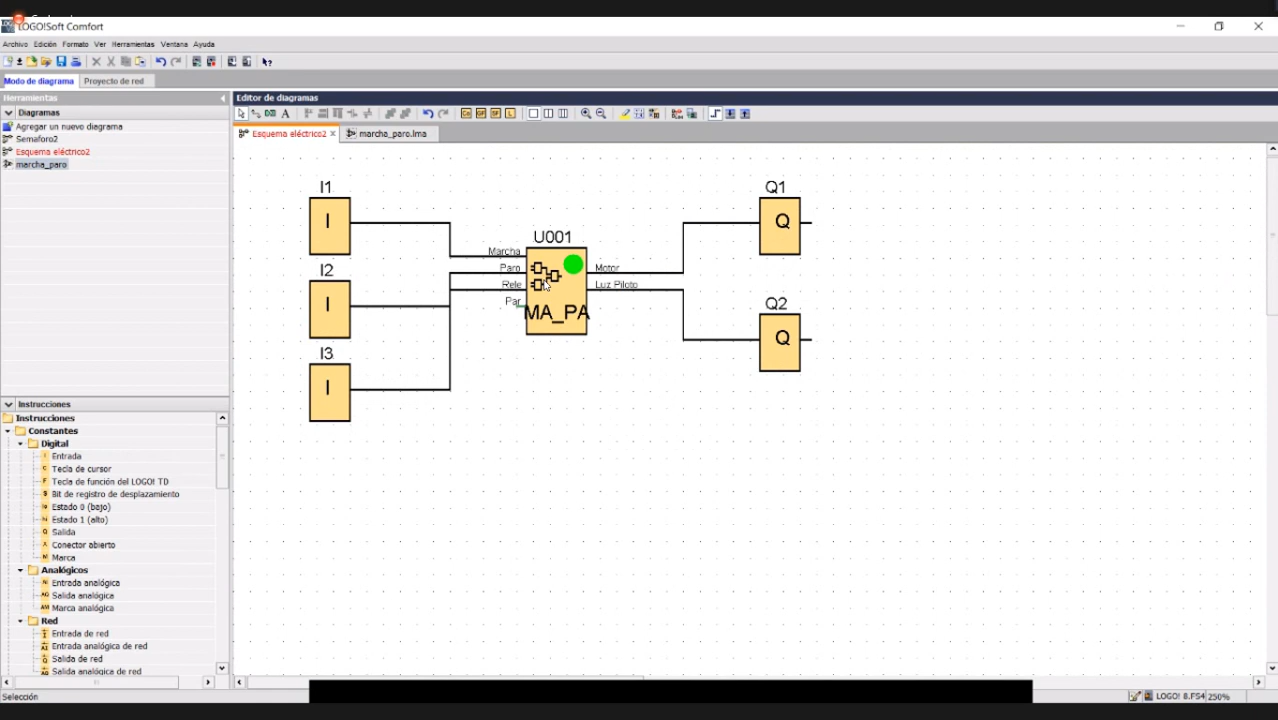 LOGO!Soft Comfort
Archivo Edición Formato Ver Herramientas Ventana Ayuda
Modo de diagrama Proyecto de red
Herramientas
Diagramas
Agregar un nuevo diagrama
Semaforo2
Esquema eléctrico2
marcha_paro
Instrucciones
Instrucciones
Constantes
Digital
Entrada
Tecla de cursor
Tecla de función del LOGO! TD
Bit de registro de desplazamiento
Estado 0 (bajo)
Estado 1 (alto)
Salida
Conector abierto
Marca
Analógicos
Entrada analógica
Salida analógica
Marca analógica
Red
Entrada de red
Entrada analógica de red
Salida de red
Salida analógica de red
Selección
Editor de diagramas
Esquema eléctrico2 marcha_paro.lma
I1
I
I2
I
I3
I
U001
Marcha
Paro
Rele
Par
MA_PA
Motor
Luz Piloto
Q1
Q
Q2
Q
LOGO! 8.FS4 250%